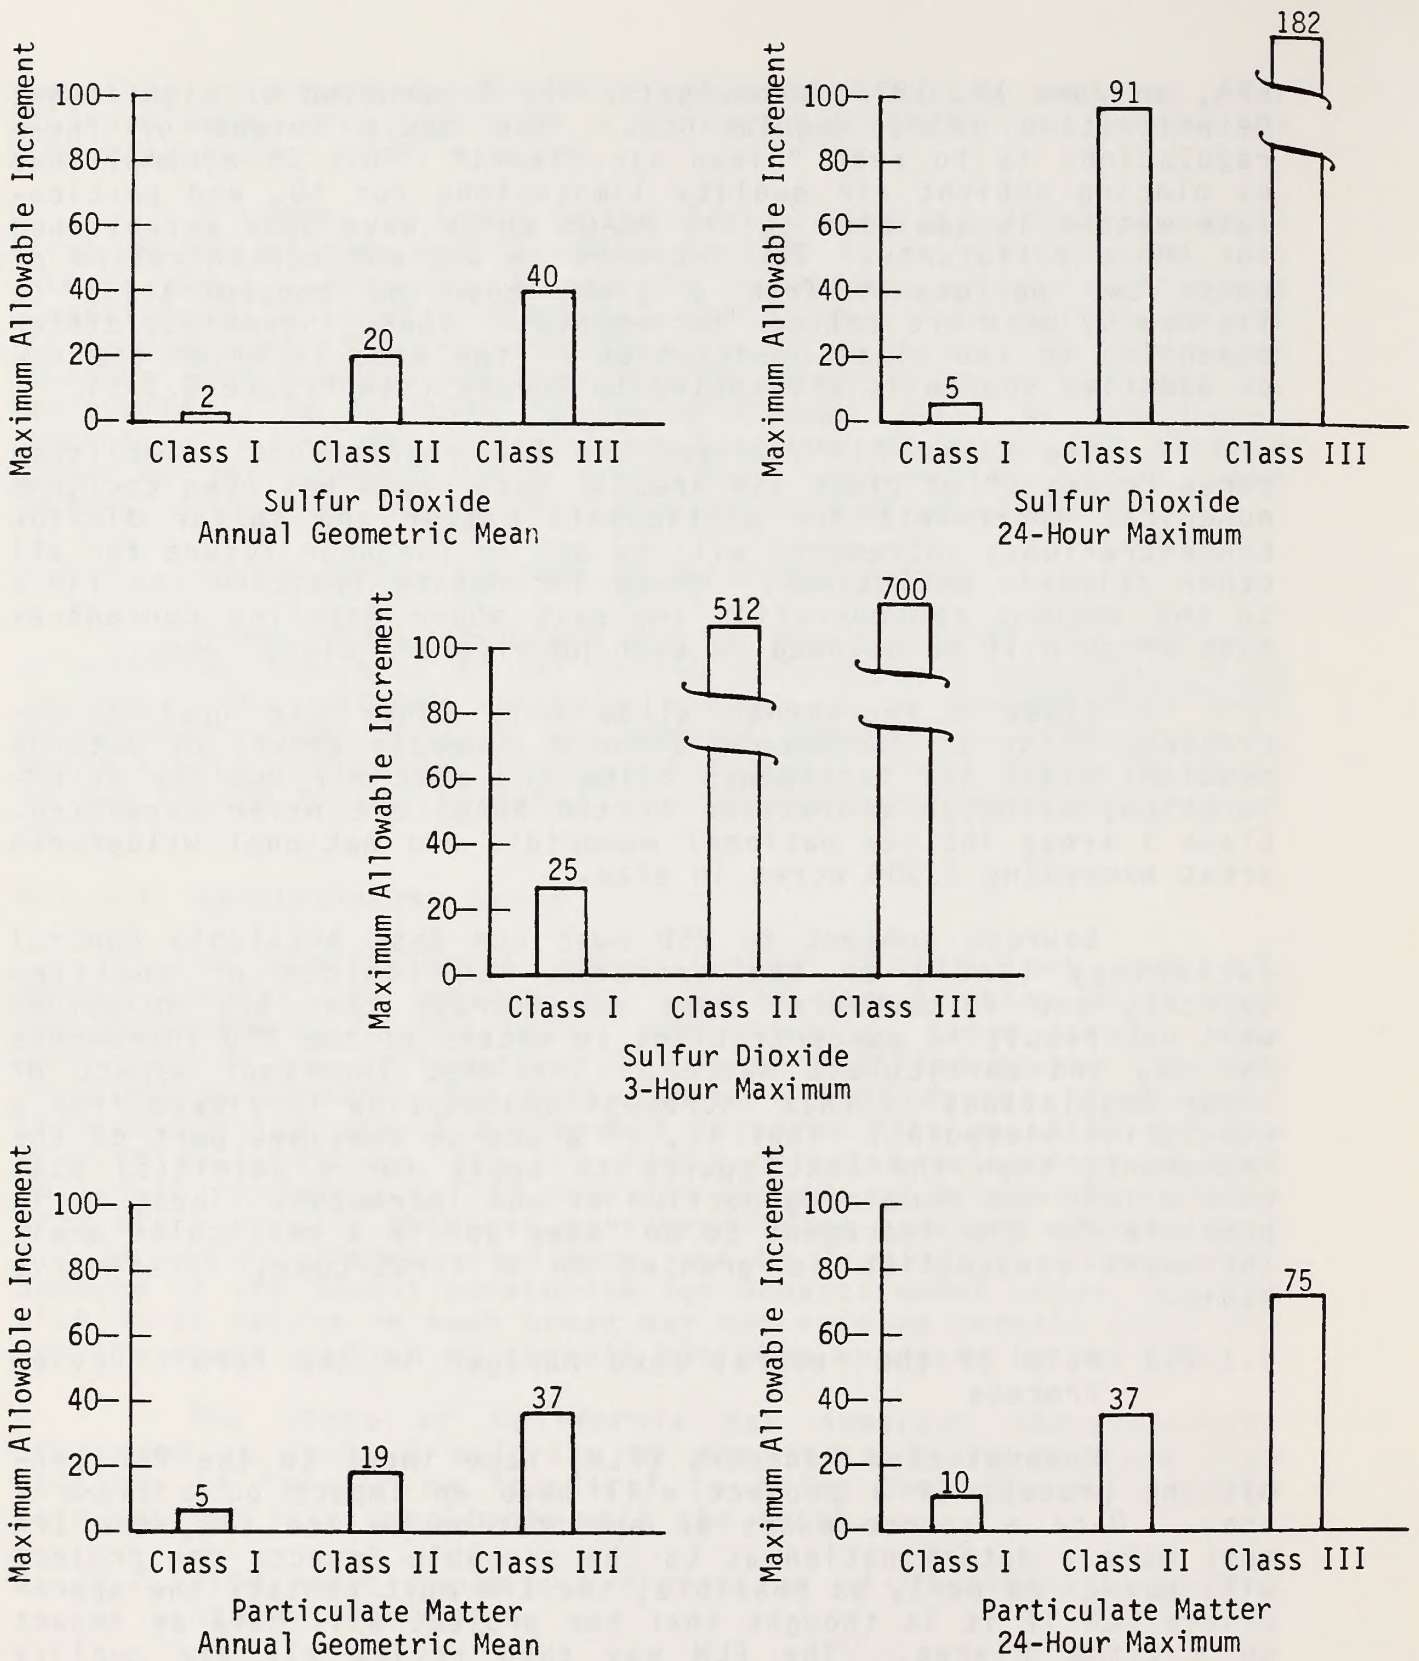 Maximum Allowable Increment
100
80
60
40
20
0
2
20
40
Class I Class II Class III
Sulfur Dioxide
Annual Geometric Mean
Maximum Allowable Increment
100
80
60
40
20
0
5
91
182
Class I Class II Class III
Sulfur Dioxide
24-Hour Maximum
Maximum Allowable Increment
100
80
60
40
20
0
25
512
700
Class I Class II Class III
Sulfur Dioxide
3-Hour Maximum
Maximum Allowable Increment
100
80
60
40
20
0
5
19
37
Class I Class II Class III
Particulate Matter
Annual Geometric Mean
Maximum Allowable Increment
100
80
60
40
20
0
10
37
75
Class I Class II Class III
Particulate Matter
24-Hour Maximum